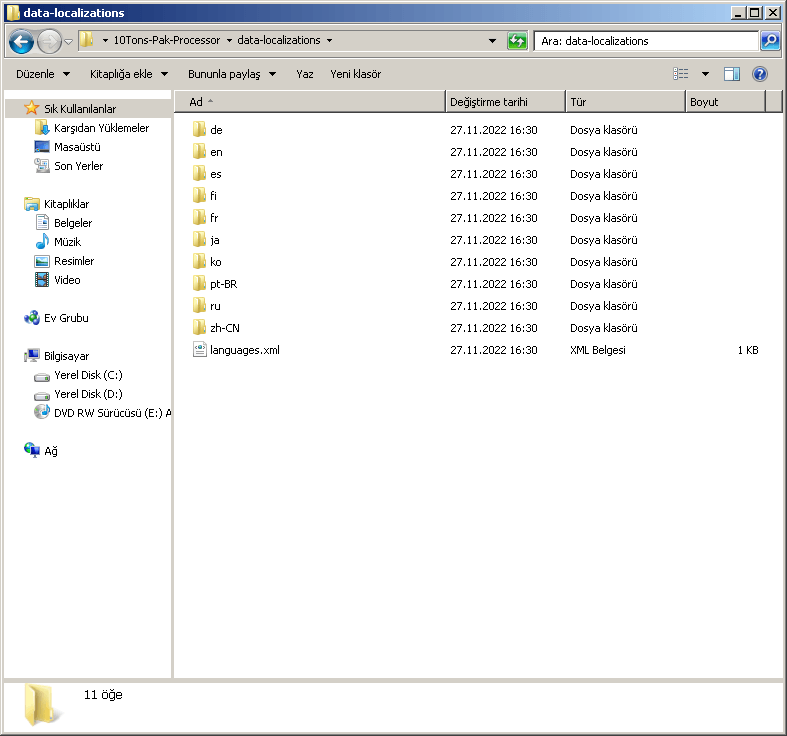 data-localizations
10Tons-Pak-Processor data-localizations
Ara: data-localizations
Düzenle Kitaplığa ekle Bununla paylaş Yaz Yeni klasör
Ad Değiştirme tarihi Tür Boyut
Sık Kullanılanlar
Karşıdan Yüklemeler
Masaüstü
Son Yerler
Kitaplıklar
Belgeler
Müzik
Resimler
Video
Ev Grubu
Bilgisayar
Yerel Disk (C:)
Yerel Disk (D:)
DVD RW Sürücüsü (E:) A
Ağ
de 27.11.2022 16:30 Dosya klasörü
en 27.11.2022 16:30 Dosya klasörü
es 27.11.2022 16:30 Dosya klasörü
fi 27.11.2022 16:30 Dosya klasörü
fr 27.11.2022 16:30 Dosya klasörü
ja 27.11.2022 16:30 Dosya klasörü
ko 27.11.2022 16:30 Dosya klasörü
pt-BR 27.11.2022 16:30 Dosya klasörü
ru 27.11.2022 16:30 Dosya klasörü
zh-CN 27.11.2022 16:30 Dosya klasörü
languages.xml 27.11.2022 16:30 XML Belgesi 1 KB
11 öğe